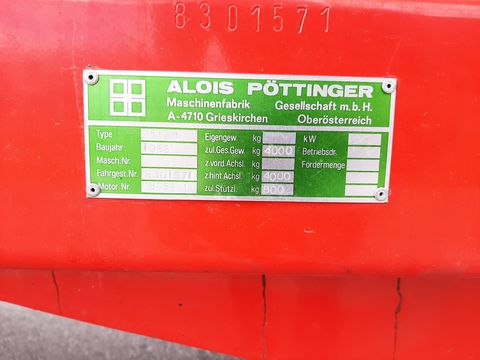 8301571
ALOIS PÖTTINGER
Maschinenfabrik Gesellschaft m.b.H.
A-4710 Grieskirchen Oberösterreich
Type Eigengew. kg kW
Baujahr zul.Ges.Gew. kg 4000 Betriebsdr.
Masch.Nr. z.vord.Achsl. kg Fördermenge
Fahrgest.Nr. z.hint.Achsl. kg 4000
Motor Nr. zul.Stützl. kg 800